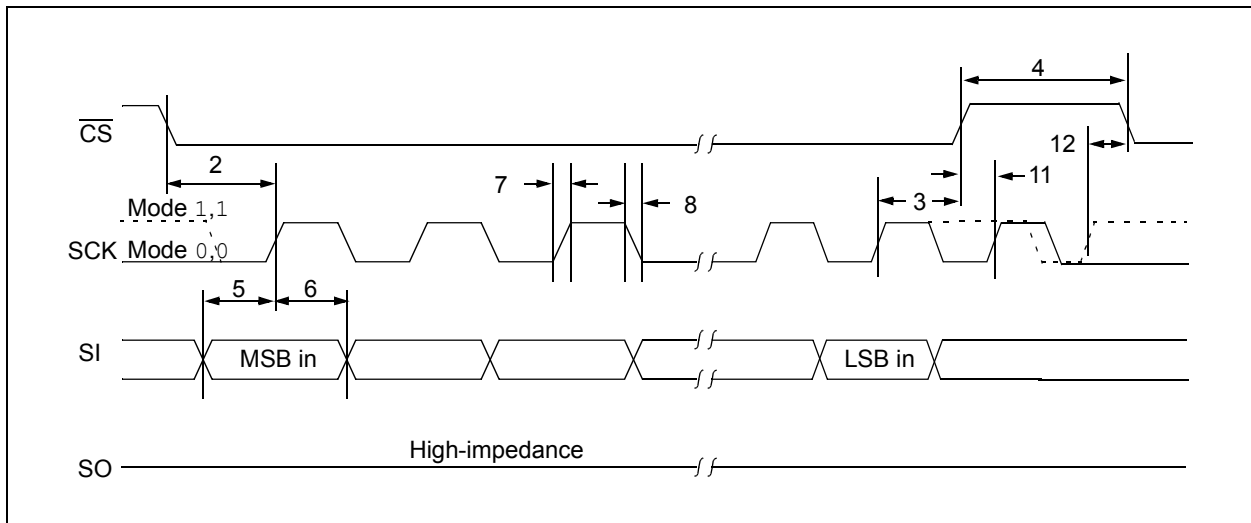 4
CS
12
2
7
8
3
11
Mode 1,1
SCK Mode 0,0
5
6
SI
MSB in
LSB in
High-impedance
SO